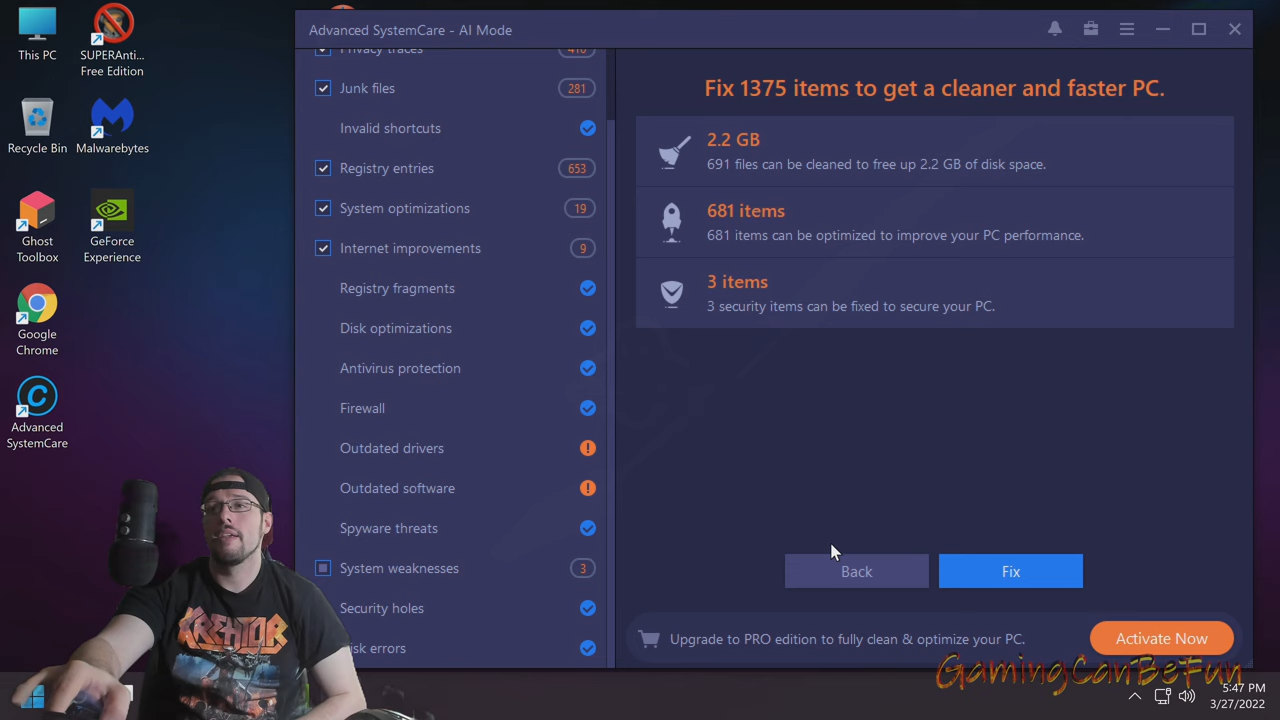 This PC
SUPERAnti...
Free Edition
Recycle Bin
Malwarebytes
Ghost
Toolbox
GeForce
Experience
Google
Chrome
C
Advanced
SystemCare
Advanced SystemCare - AI Mode
Privacy traces
410
Junk files
281
Invalid shortcuts
Registry entries
653
System optimizations
19
Internet improvements
9
Registry fragments
Disk optimizations
Antivirus protection
Firewall
Outdated drivers
Outdated software
Spyware threats
System weaknesses
3
Security holes
Disk errors
Fix 1375 items to get a cleaner and faster PC.
2.2 GB
691 files can be cleaned to free up 2.2 GB of disk space.
681 items
681 items can be optimized to improve your PC performance.
3 items
3 security items can be fixed to secure your PC.
Back
Fix
Upgrade to PRO edition to fully clean & optimize your PC.
Activate Now
KREATOR
GamingCanBeFun
5:47 PM
3/27/2022